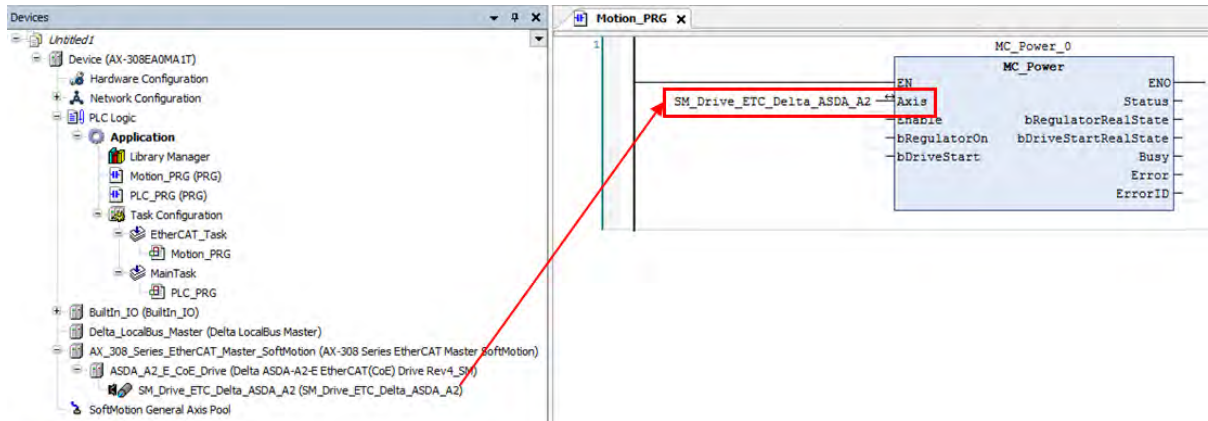 Devices
Untitled1
Device (AX-308EA0MA1T)
Hardware Configuration
Network Configuration
PLC Logic
Application
Library Manager
Motion_PRG (PRG)
PLC_PRG (PRG)
Task Configuration
EtherCAT_Task
Motion_PRG
MainTask
PLC_PRG
BuiltIn_IO (BuiltIn_IO)
Delta_LocalBus_Master (Delta LocalBus Master)
AX_308_Series_EtherCAT_Master_SoftMotion (AX-308 Series EtherCAT Master SoftMotion)
ASDA_A2_E_CoE_Drive (Delta ASDA-A2-E EtherCAT(CoE) Drive Rev4_SM)
SM_Drive_ETC_Delta_ASDA_A2 (SM_Drive_ETC_Delta_ASDA_A2)
SoftMotion General Axis Pool
Motion_PRG
1
MC_Power_0
MC_Power
EN ENO
SM_Drive_ETC_Delta_ASDA_A2 Axis Status
Enable bRegulatorRealState
bRegulatorOn bDriveStartRealState
bDriveStart Busy
Error
ErrorID